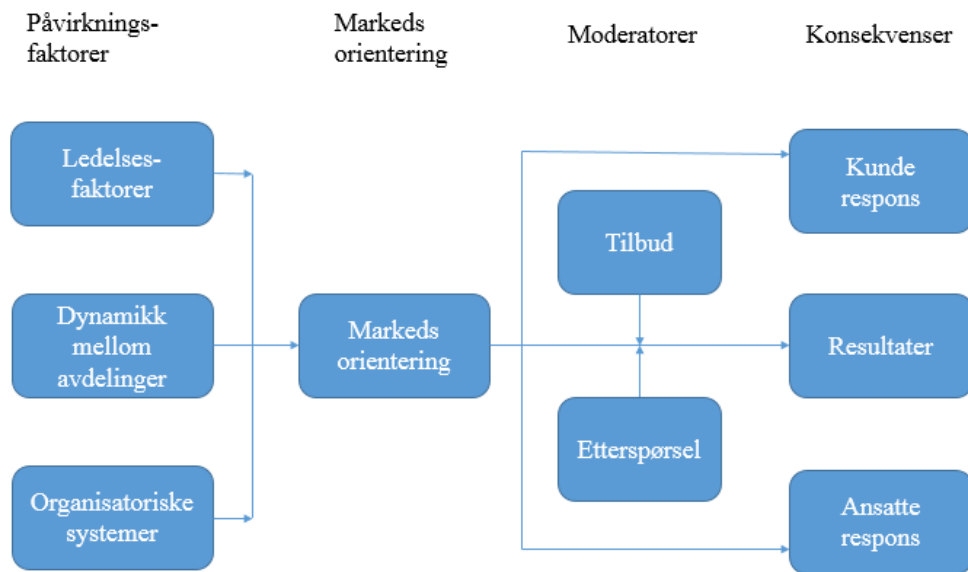 Påvirknings-
faktorer
Markeds
orientering
Moderatorer
Konsekvenser
Ledelses-
faktorer
Dynamikk
mellom
avdelinger
Organisatoriske
systemer
Markeds
orientering
Tilbud
Etterspørsel
Kunde
respons
Resultater
Ansatte
respons